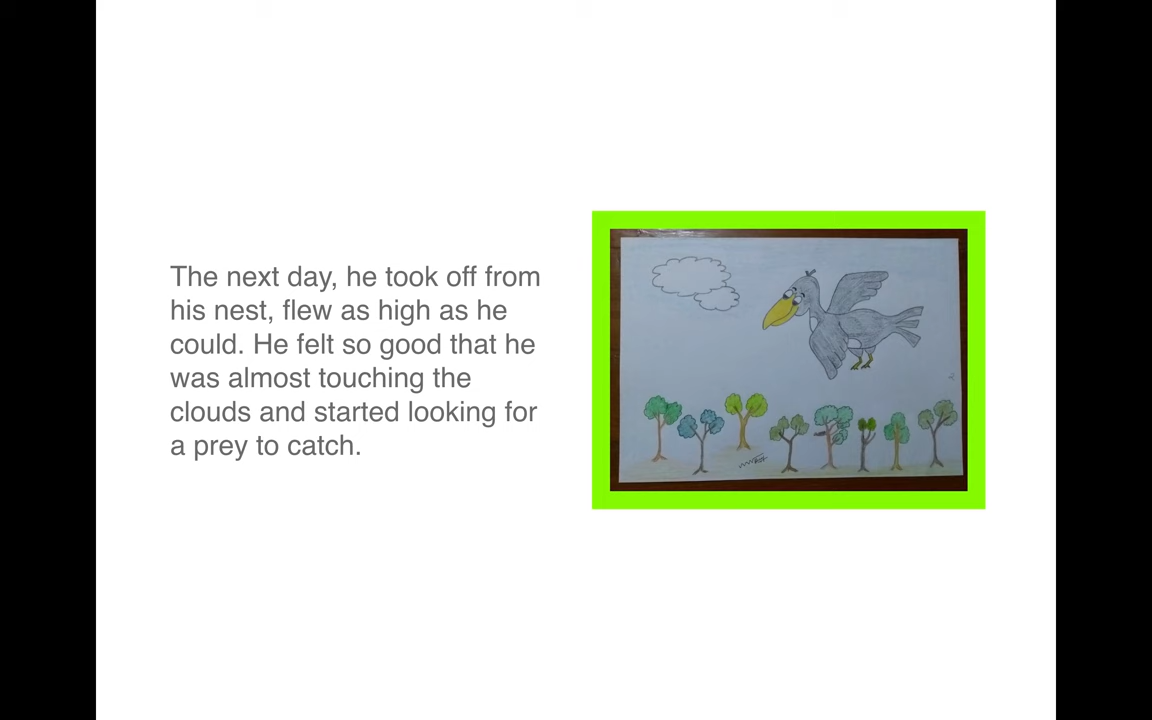 The next day, he took off from
his nest, flew as high as he
could. He felt so good that he
was almost touching the
clouds and started looking for
a prey to catch.